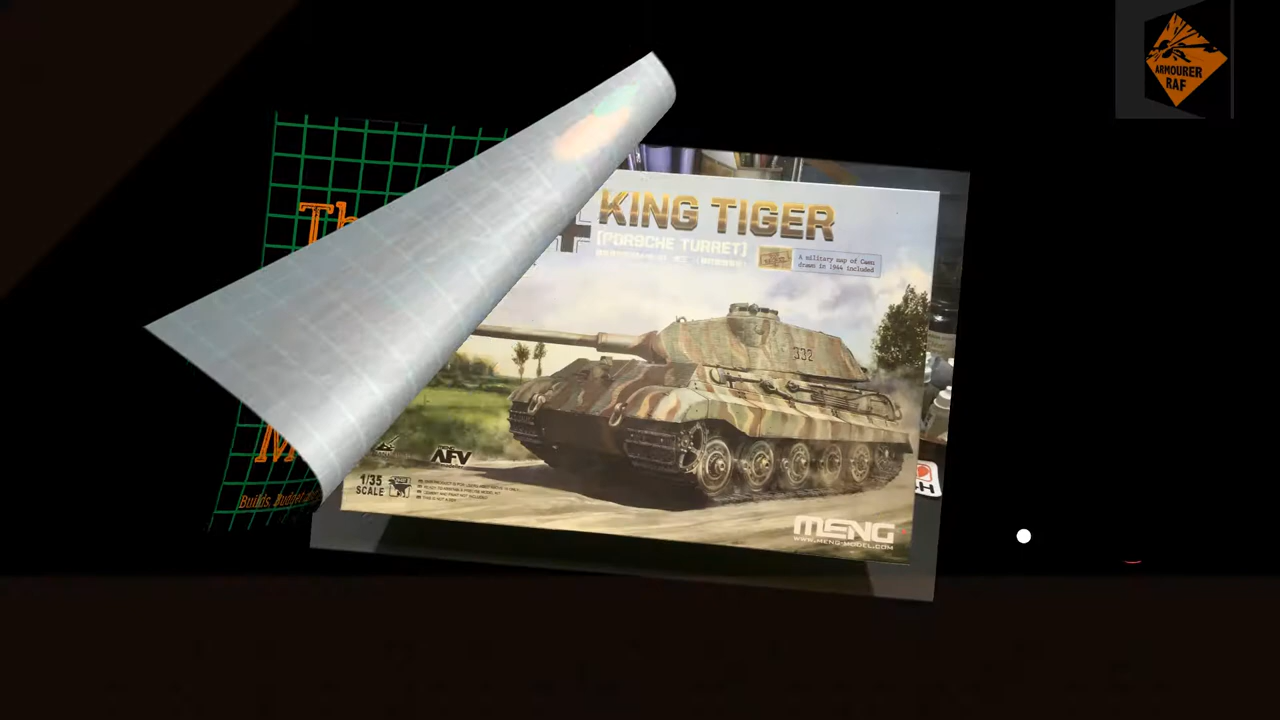 ARMOURER
RAF
Th
KING TIGER
[PORSCHE TURRET]
A military map of Caen
drawn in 1944 included
332
M
AFV
1/35
SCALE
Builds, Budget
MENG
WWW.MENG-MODEL.COM
H